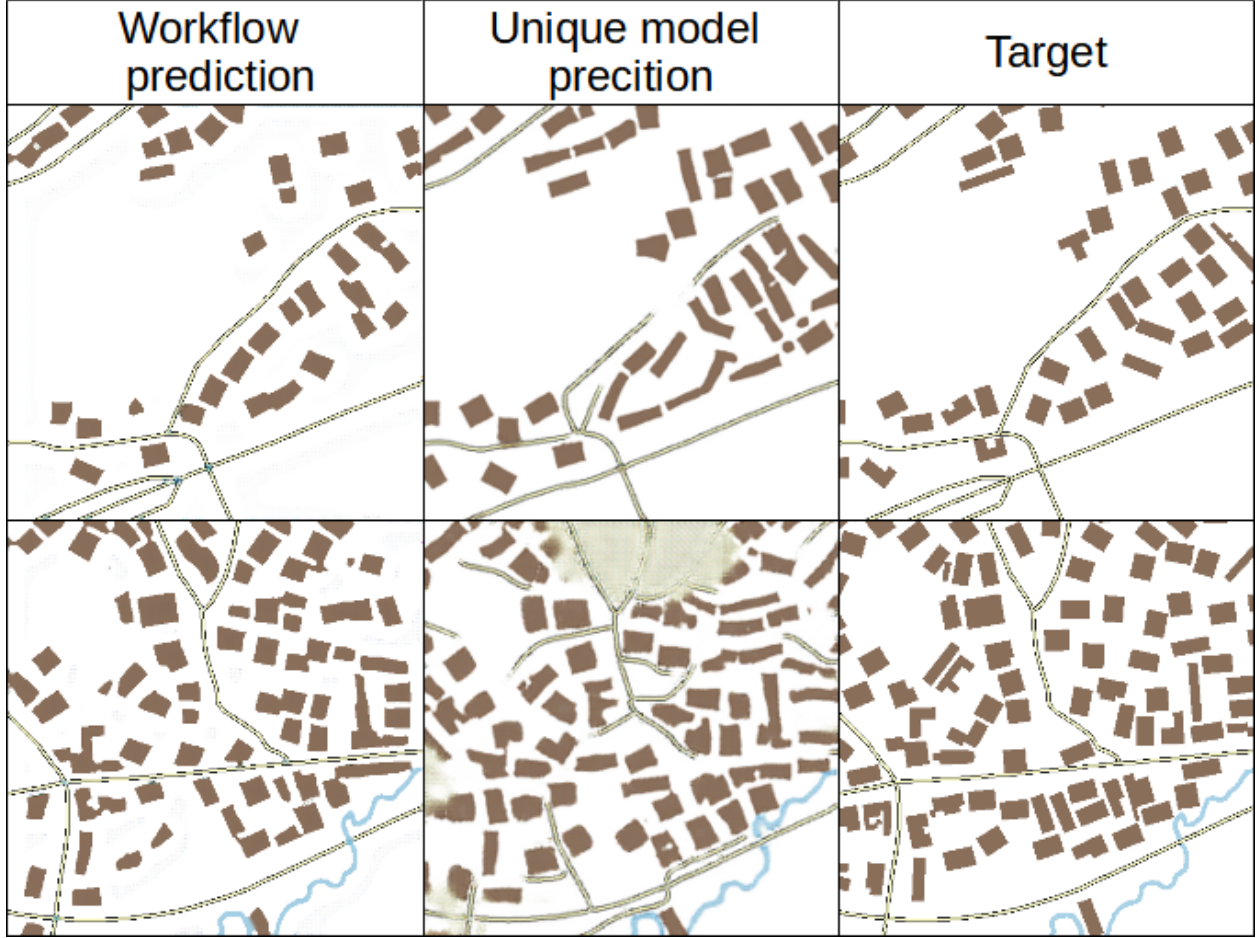 Workflow
prediction
Unique model
precition
Target